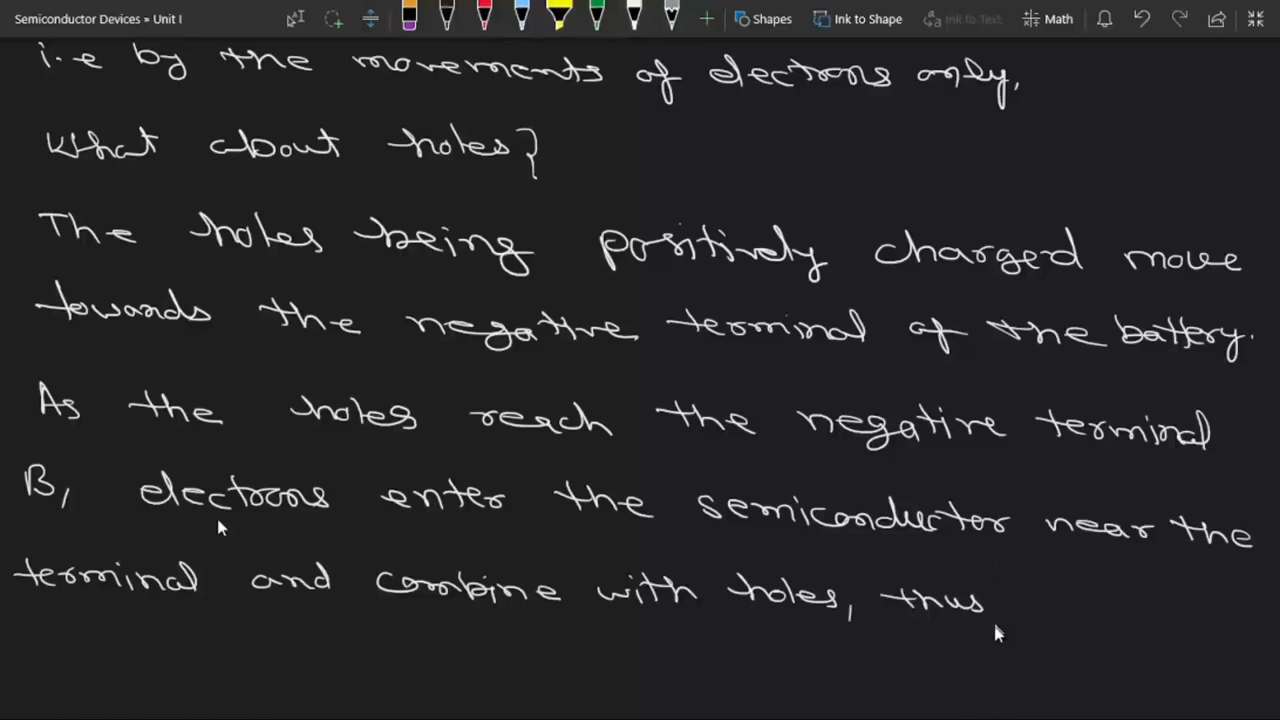 Semiconductor Devices » Unit I
Shapes
Ink to Shape
Ink to Text
Math
i.e by the movements of electrons only.
What about holes?
The holes being positively charged move
towards the negative terminal of the battery.
As the holes reach the negative terminal
B, electrons enter the semiconductor near the
terminal and combine with holes, thus